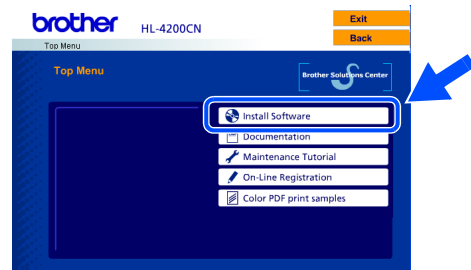 brother
HL-4200CN
Exit
Back
Top Menu
Top Menu
Brother Solutions Center
Install Software
Documentation
Maintenance Tutorial
On-Line Registration
Color PDF print samples